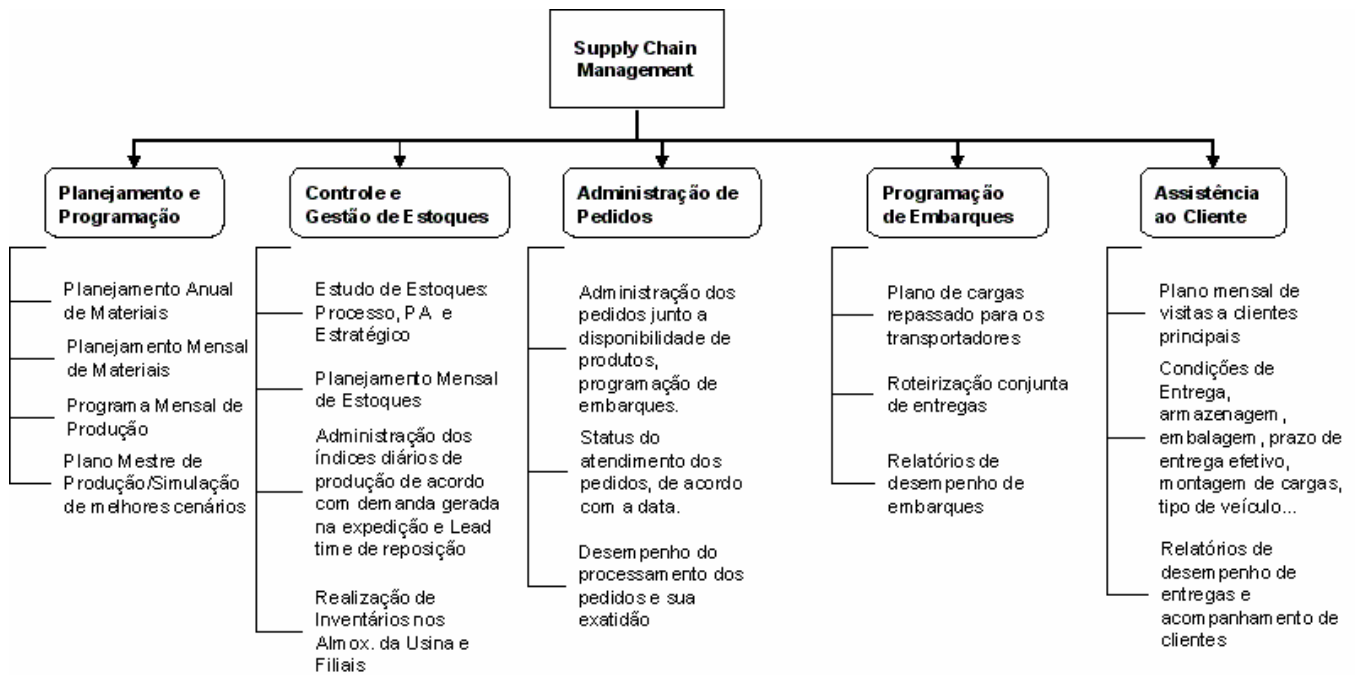 Supply Chain
Management
Planejamento e
Programação
Controle e
Gestão de Estoques
Administração de
Pedidos
Programação
de Embarques
Assistência
ao Cliente
Planejamento Anual
de Materiais
Planejamento Mensal
de Materiais
Programa Mensal de
Produção
Plano Mestre de
Produção/Simulação
de melhores cenários
Estudo de Estoques:
Processo, PA e
Estratégico
Planejamento Mensal
de Estoques
Administração dos
índices diários de
produção de acordo
com demanda gerada
na expedição e Lead
time de reposição
Realização de
Inventários nos
Almox. da Usina e
Filiais
Administração dos
pedidos junto a
disponibilidade de
produtos,
programação de
embarques.
Status do
atendimento dos
pedidos, de acordo
com a data.
Desempenho do
processamento dos
pedidos e sua
exatidão
Plano de cargas
repassado para os
transportadores
Roteirização conjunta
de entregas
Relatórios de
desempenho de
embarques
Plano mensal de
visitas a clientes
principais
Condições de
Entrega,
armazenagem,
embalagem, prazo de
entrega efetivo,
montagem de cargas,
tipo de veículo...
Relatórios de
desempenho de
entregas e
acompanhamento de
clientes